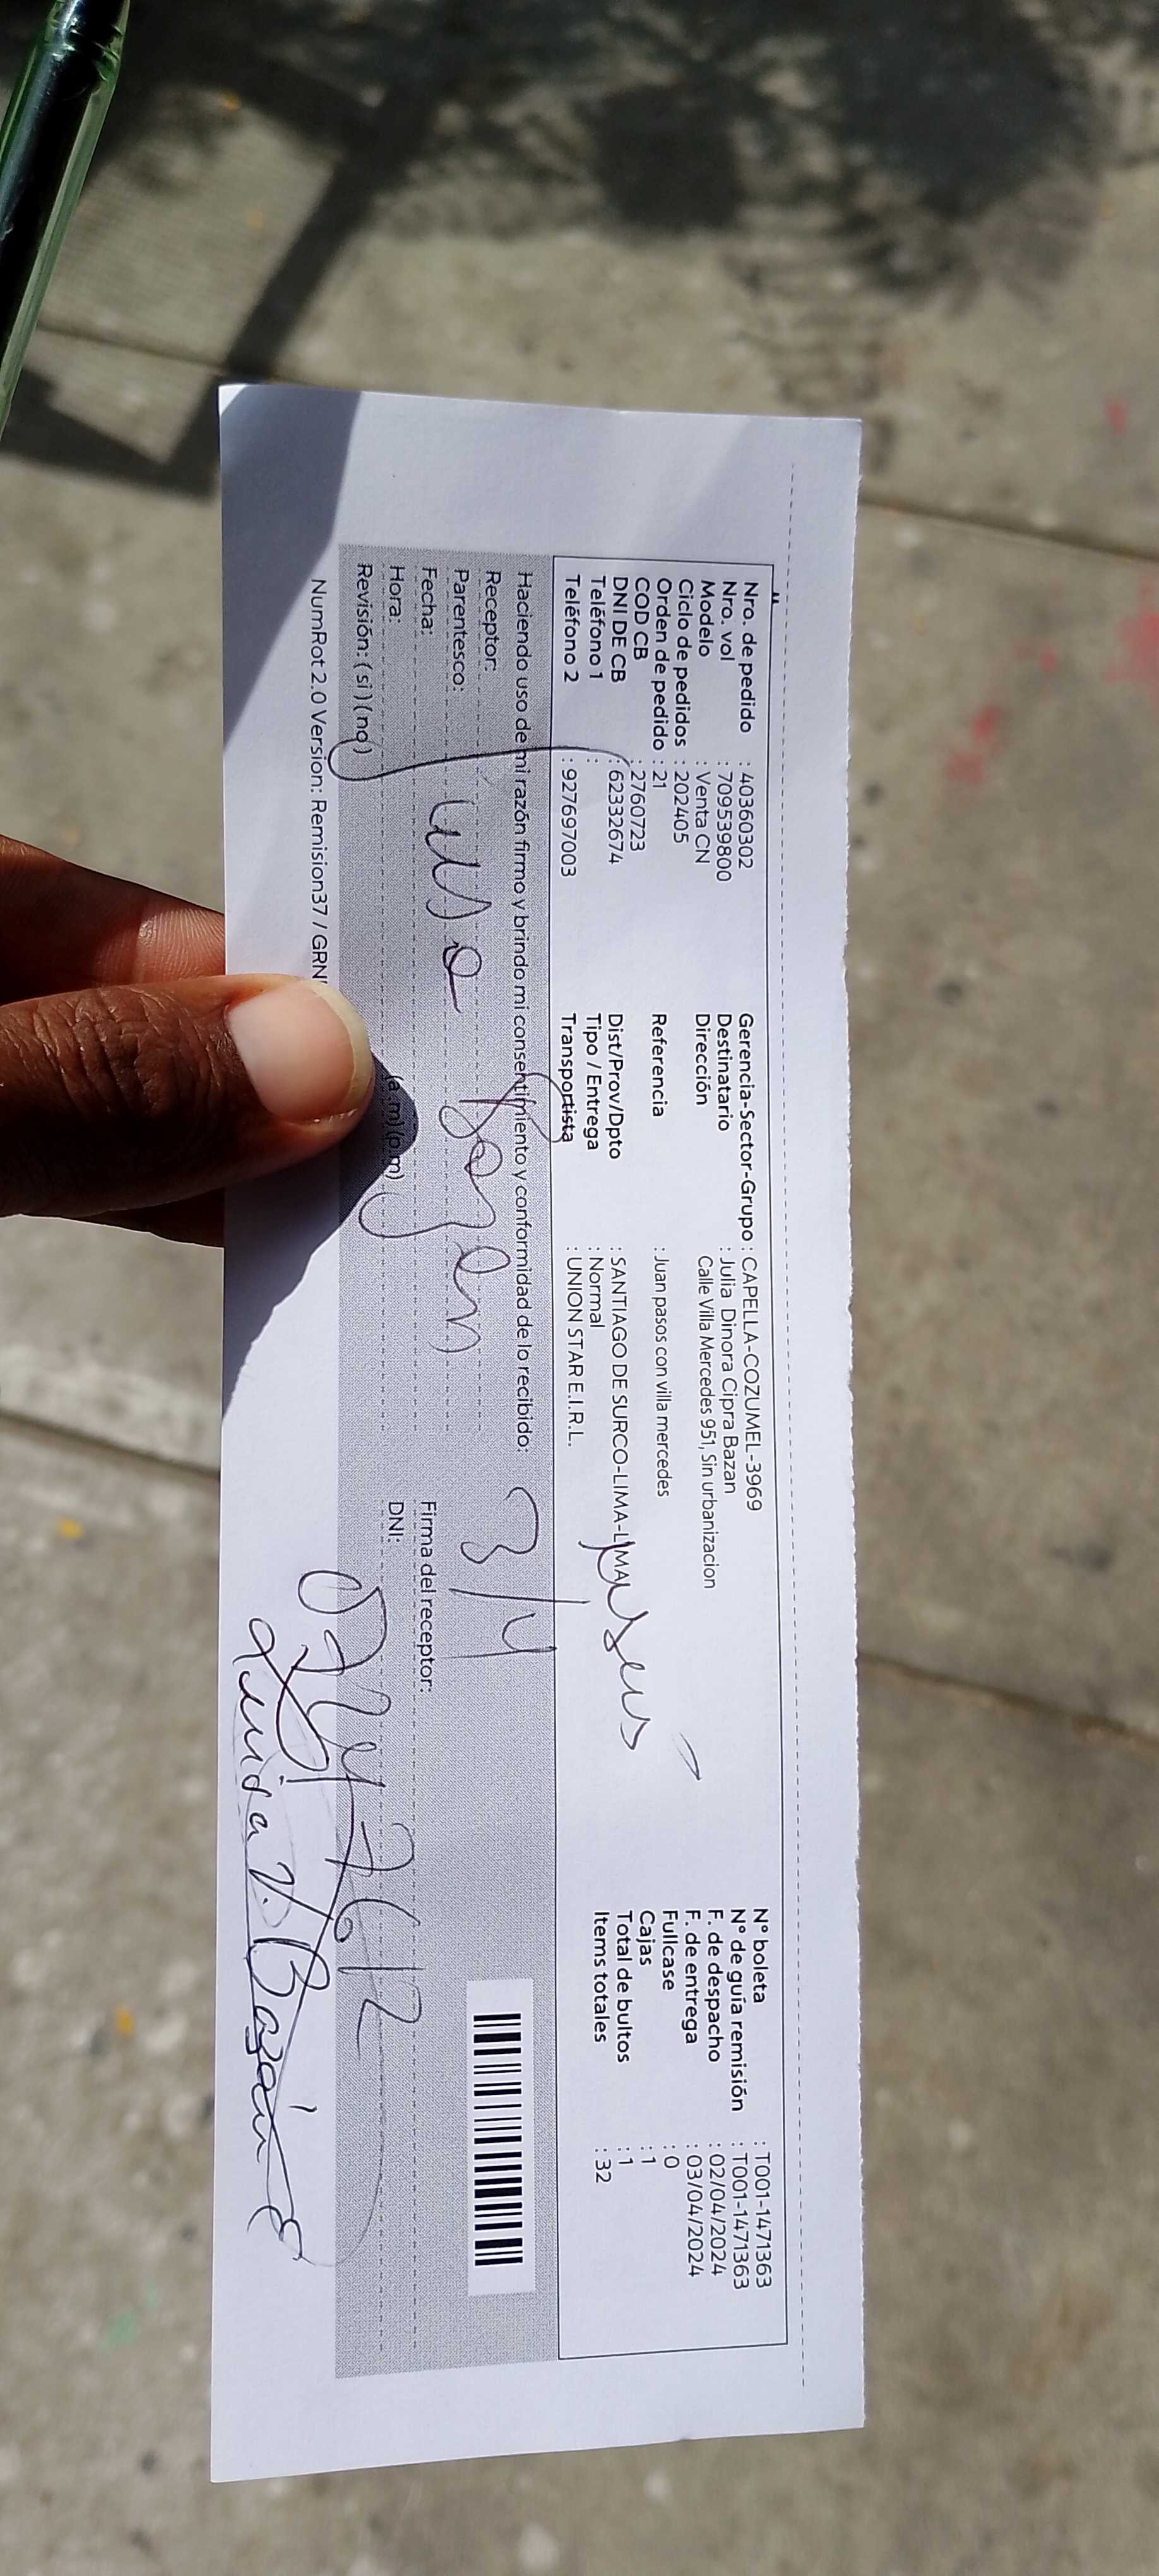 Nro. de pedido : 40360302
Nro. vol : 709539800
Modelo : Venta CN
Ciclo de pedidos : 202405
Orden de pedido : 21
COD CB : 2760723
DNI DE CB : 62332674
Teléfono 1 :
Teléfono 2 : 927697003
Gerencia-Sector-Grupo : CAPELLA-COZUMEL-3969
Destinatario : Julia Dinora Cipra Bazan
Dirección Calle Villa Mercedes 951, Sin urbanizacion
Referencia : Juan pasos con villa mercedes
Dist/Prov/Dpto : SANTIAGO DE SURCO-LIMA-LIMA
Tipo / Entrega : Normal
Transportista : UNION STAR E.I.R.L.
N° boleta : T001-1471363
N° de guía remisión : T001-1471363
F. de despacho : 02/04/2024
F. de entrega : 03/04/2024
Fullcase : 0
Cajas : 1
Total de bultos : 1
Items totales : 32
Haciendo uso de mi razón firmo y brindo mi consentimiento y conformidad de lo recibido:
3/4
Receptor:
Parentesco:
Fecha:
Hora: (a.m) (p.m)
Revisión: (si) (no)
Firma del receptor:
DNI:
Luisa V. Bazán
NumRot 2.0 Version: Remision37 / GRN